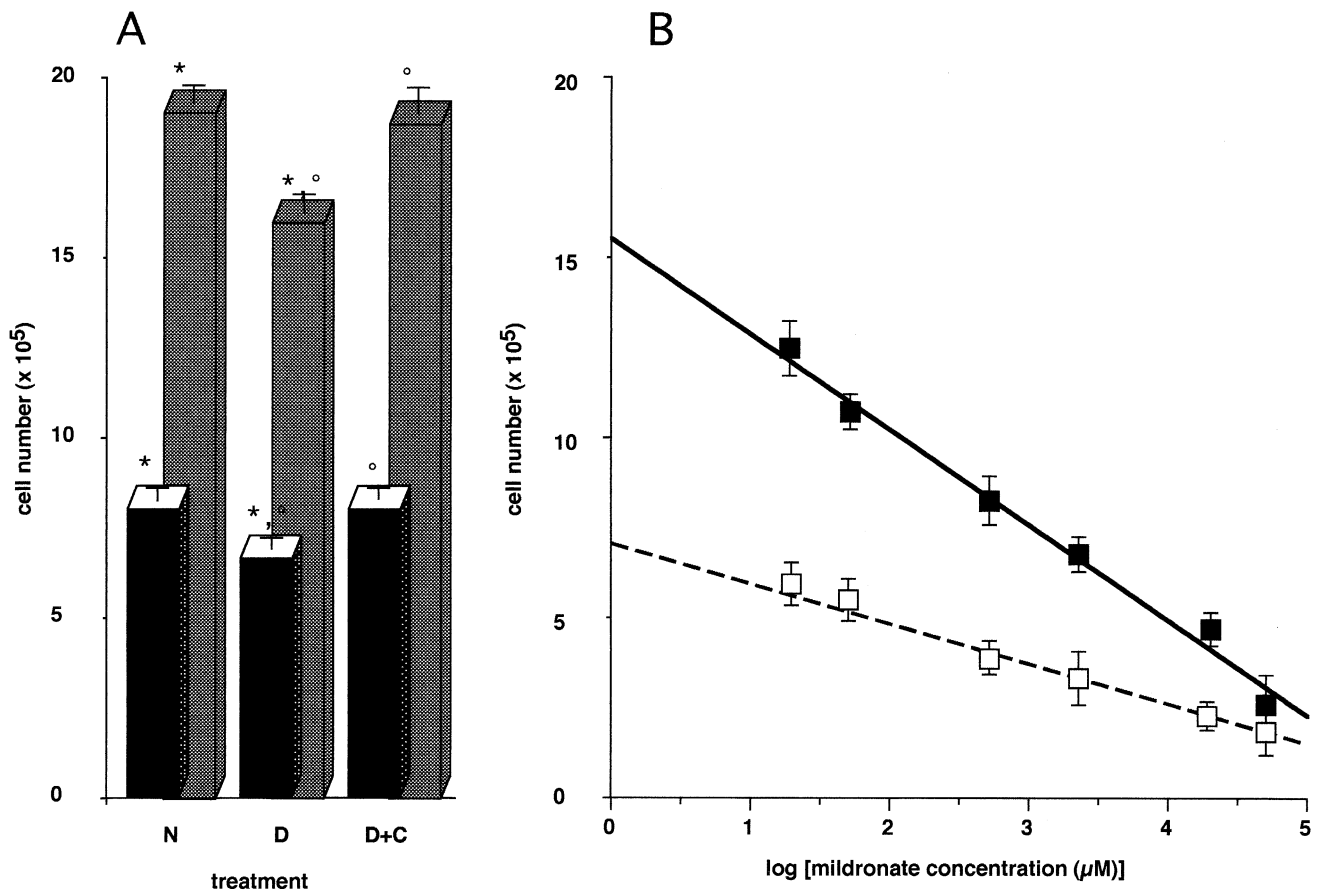 A
B
20
15
10
5
0
cell number (x 10⁵)
* °
*, °
* °
*, °
N D D+C
treatment
20
15
10
5
0
cell number (x 10⁵)
0 1 2 3 4 5
log [mildronate concentration (µM)]